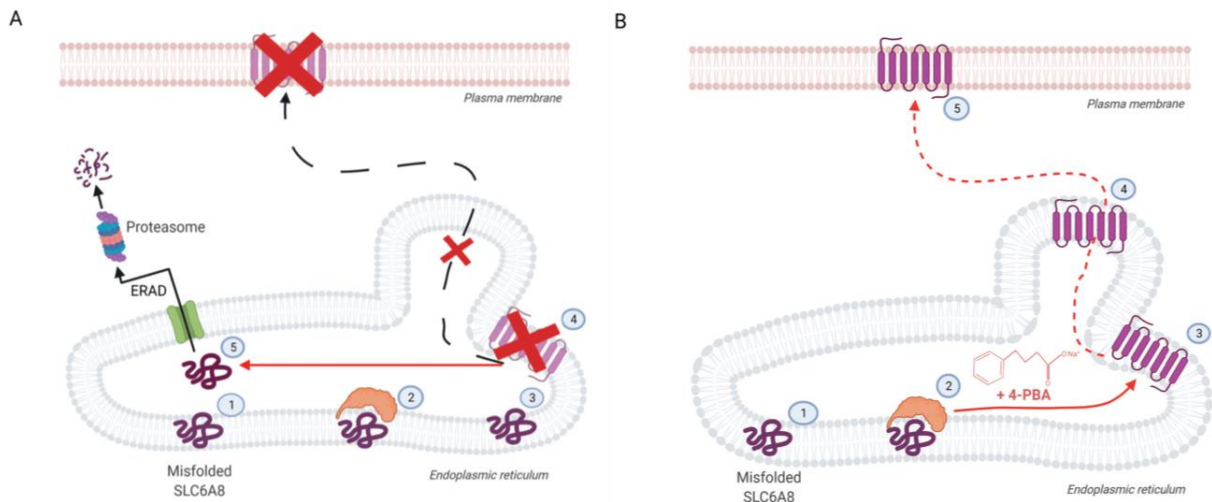 A
Plasma membrane
Proteasome
ERAD
4
5
1
2
3
Misfolded
SLC6A8
Endoplasmic reticulum
B
Plasma membrane
5
4
3
ONa⁺
O
+ 4-PBA
2
1
Misfolded
SLC6A8
Endoplasmic reticulum